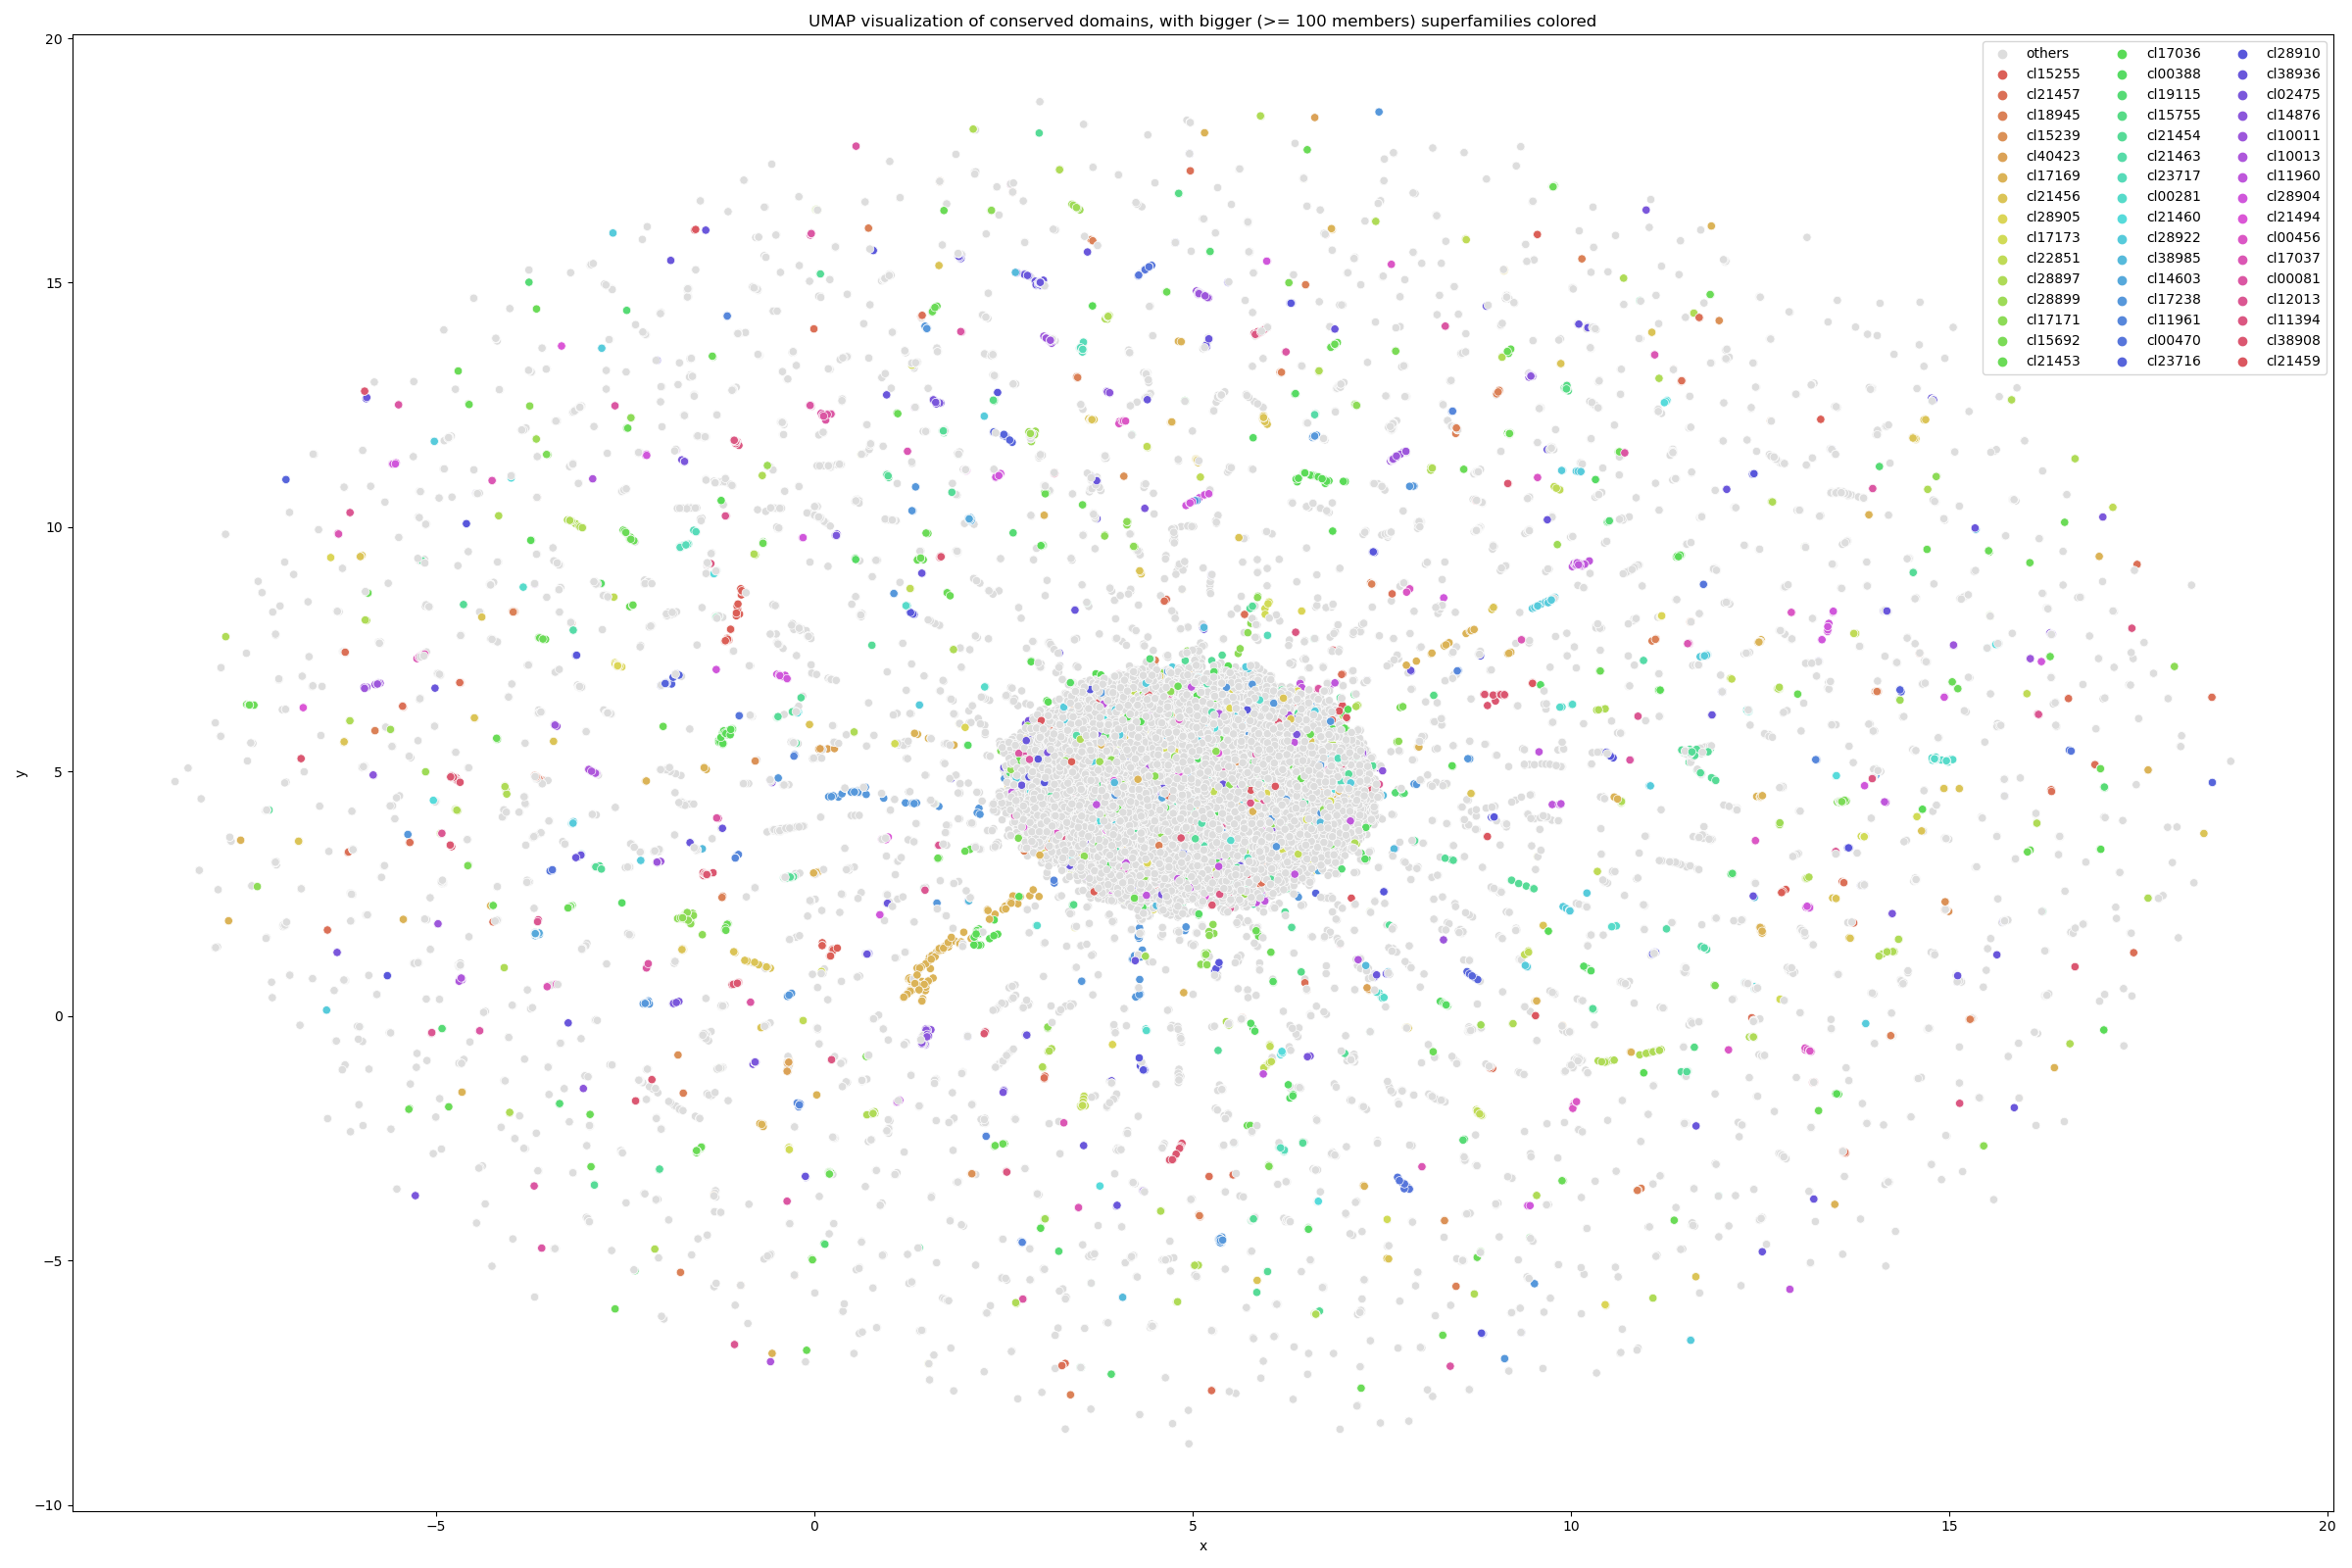 UMAP visualization of conserved domains, with bigger (>= 100 members) superfamilies colored
20
15
10
5
0
−5
−10
y
−5
0
5
10
15
20
x
others
cl15255
cl21457
cl18945
cl15239
cl40423
cl17169
cl21456
cl28905
cl17173
cl22851
cl28897
cl28899
cl17171
cl15692
cl21453
cl17036
cl00388
cl19115
cl15755
cl21454
cl21463
cl23717
cl00281
cl21460
cl28922
cl38985
cl14603
cl17238
cl11961
cl00470
cl23716
cl28910
cl38936
cl02475
cl14876
cl10011
cl10013
cl11960
cl28904
cl21494
cl00456
cl17037
cl00081
cl12013
cl11394
cl38908
cl21459